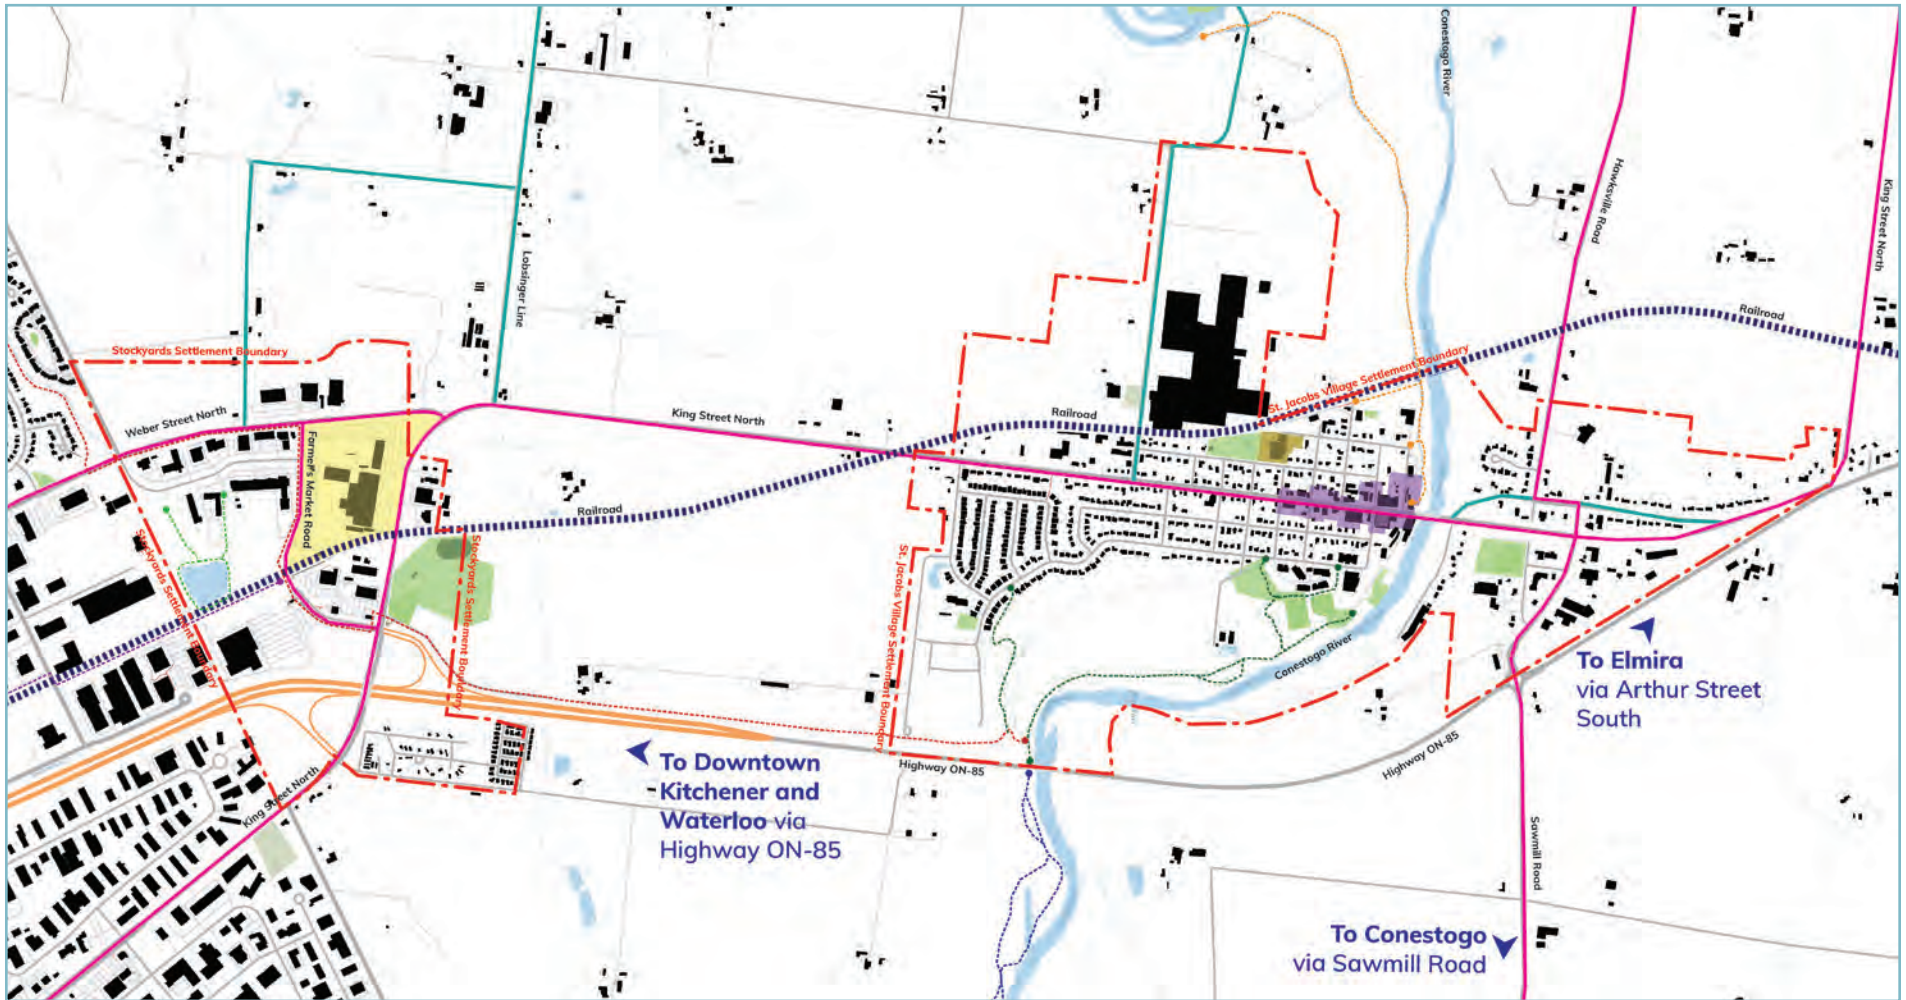 Conestogo River
Hawksville Road
King Street North
Lobsinger Line
Railroad
Stockyards Settlement Boundary
St. Jacobs Village Settlement Boundary
Weber Street North
King Street North
Railroad
Farmer's Market Road
Railroad
Stockyards Settlement Boundary
Stockyards Settlement Boundary
St. Jacobs Village Settlement Boundary
Conestogo River
To Elmira
via Arthur Street
South
Highway ON-85
Highway ON-85
To Downtown
Kitchener and
Waterloo via
Highway ON-85
King Street North
Sawmill Road
To Conestogo
via Sawmill Road